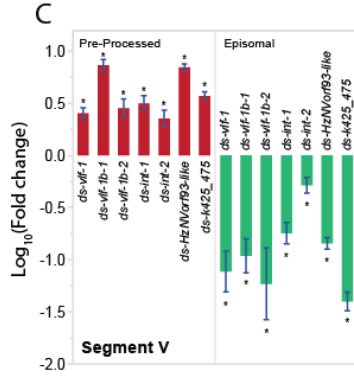 C
Pre-Processed
Episomal
Log10(Fold change)
1.0
0.5
0.0
-0.5
-1.0
-1.5
-2.0
*
*
*
*
*
*
*
ds-vlf-1
ds-vlf-1b-1
ds-vlf-1b-2
ds-int-1
ds-int-2
ds-HzNVorf93-like
ds-k425_475
ds-vlf-1
ds-vlf-1b-1
ds-vlf-1b-2
ds-int-1
ds-int-2
ds-HzNVorf93-like
ds-k425_475
*
*
*
*
*
*
*
Segment V